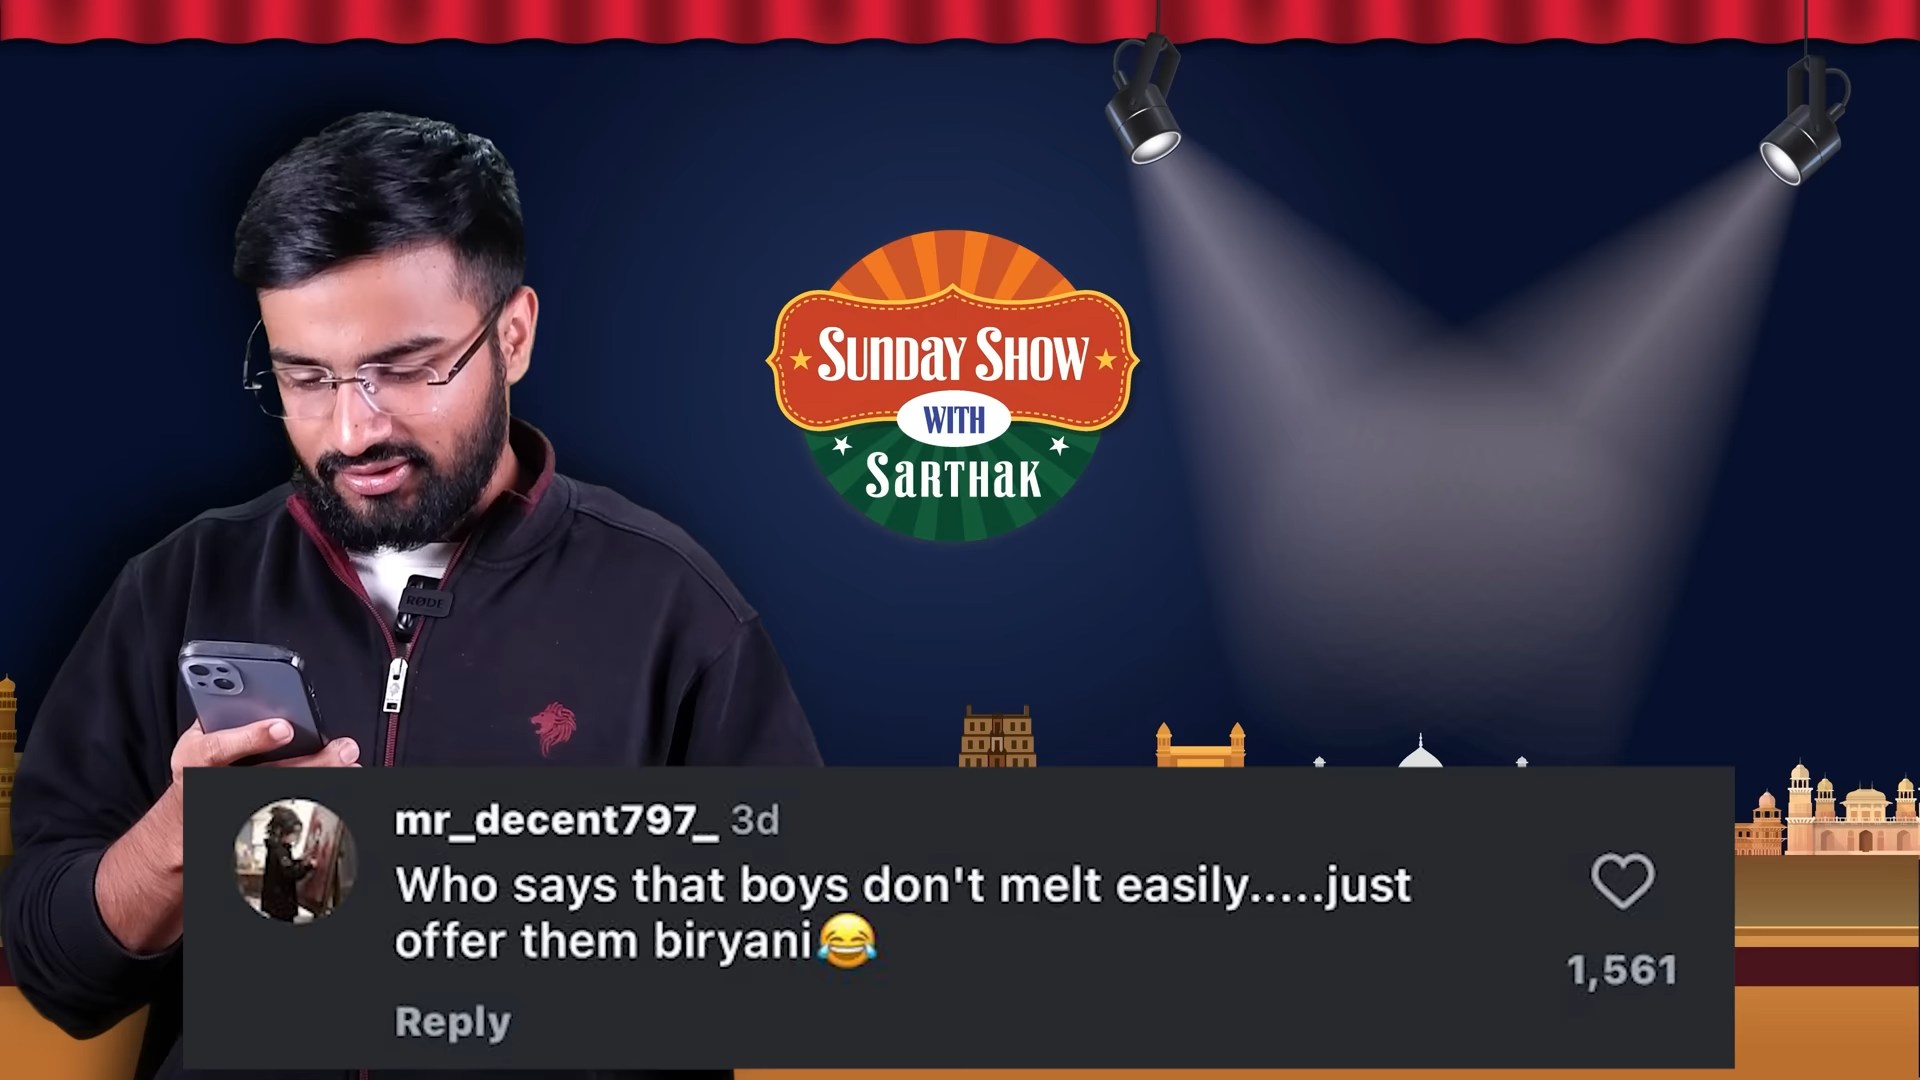 SUNDAY SHOW
WITH
SARTHAK
RØDE
mr_decent797_ 3d
Who says that boys don't melt easily.....just
offer them biryani😂
1,561
Reply